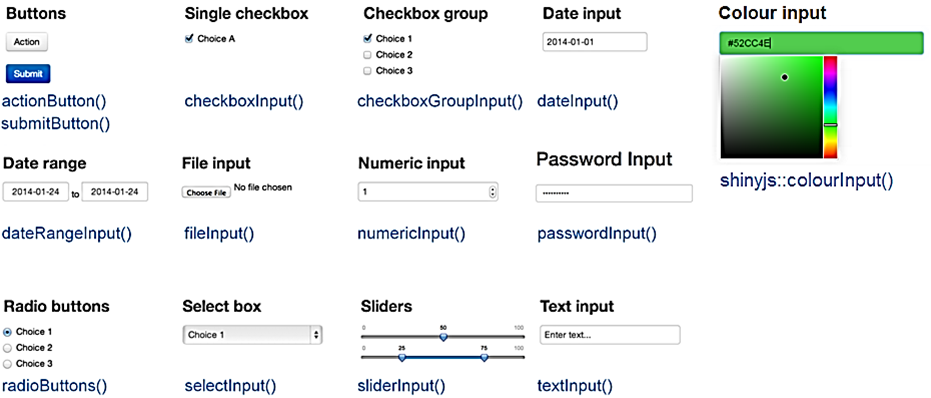 Buttons
Action
Submit
actionButton()
submitButton()
Single checkbox
Choice A
checkboxInput()
Checkbox group
Choice 1
Choice 2
Choice 3
checkboxGroupInput()
Date input
2014-01-01
dateInput()
Colour input
#52CC4E
shinyjs::colourInput()
Date range
2014-01-24 to 2014-01-24
dateRangeInput()
File input
Choose File No file chosen
fileInput()
Numeric input
1
numericInput()
Password Input
••••••••••
passwordInput()
Radio buttons
Choice 1
Choice 2
Choice 3
radioButtons()
Select box
Choice 1
selectInput()
Sliders
0 50 100
0 25 75 100
sliderInput()
Text input
Enter text...
textInput()